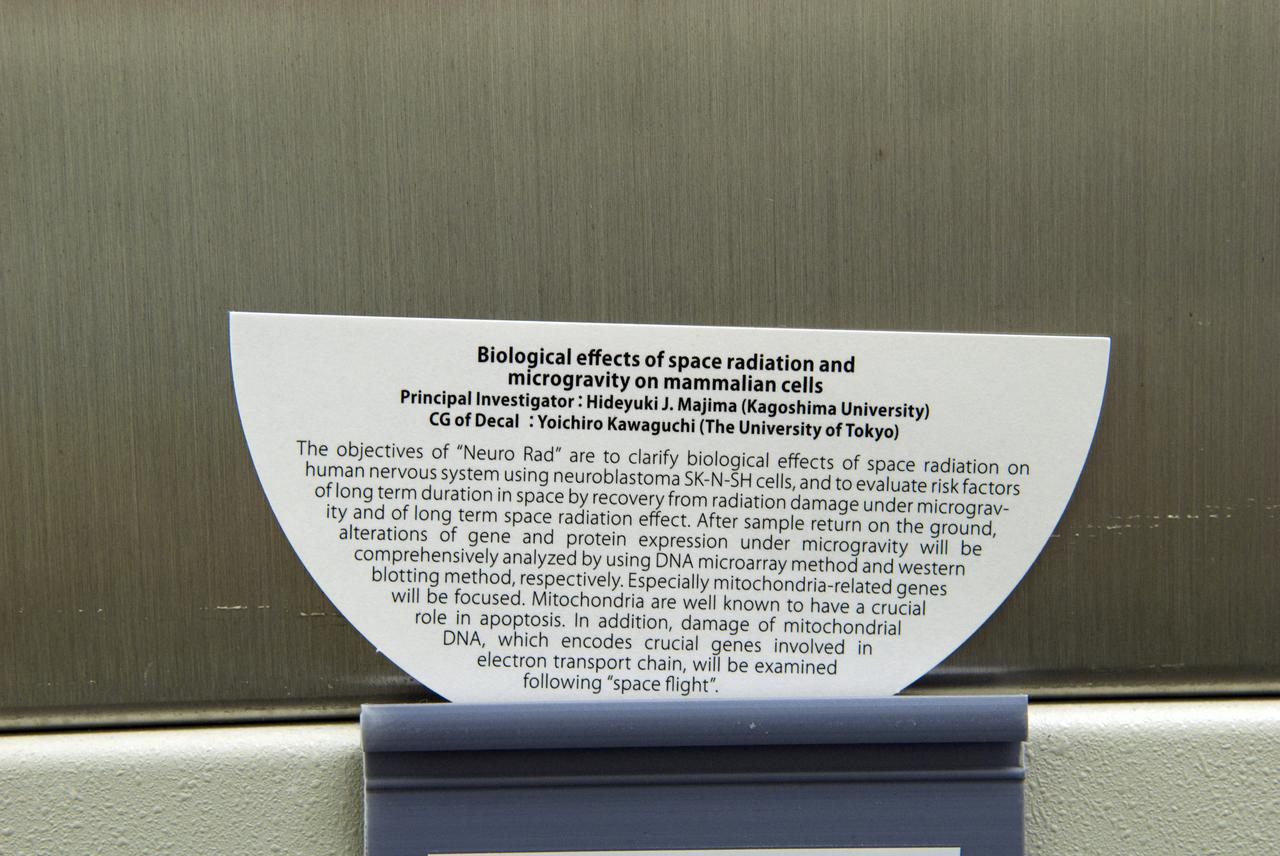 Biological effects of space radiation and
microgravity on mammalian cells
Principal Investigator : Hideyuki J. Majima (Kagoshima University)
CG of Decal : Yoichiro Kawaguchi (The University of Tokyo)
The objectives of “Neuro Rad” are to clarify biological effects of space radiation on
human nervous system using neuroblastoma SK-N-SH cells, and to evaluate risk factors
of long term duration in space by recovery from radiation damage under micrograv-
ity and of long term space radiation effect. After sample return on the ground,
alterations of gene and protein expression under microgravity will be
comprehensively analyzed by using DNA microarray method and western
blotting method, respectively. Especially mitochondria-related genes
will be focused. Mitochondria are well known to have a crucial
role in apoptosis. In addition, damage of mitochondrial
DNA, which encodes crucial genes involved in
electron transport chain, will be examined
following “space flight”.